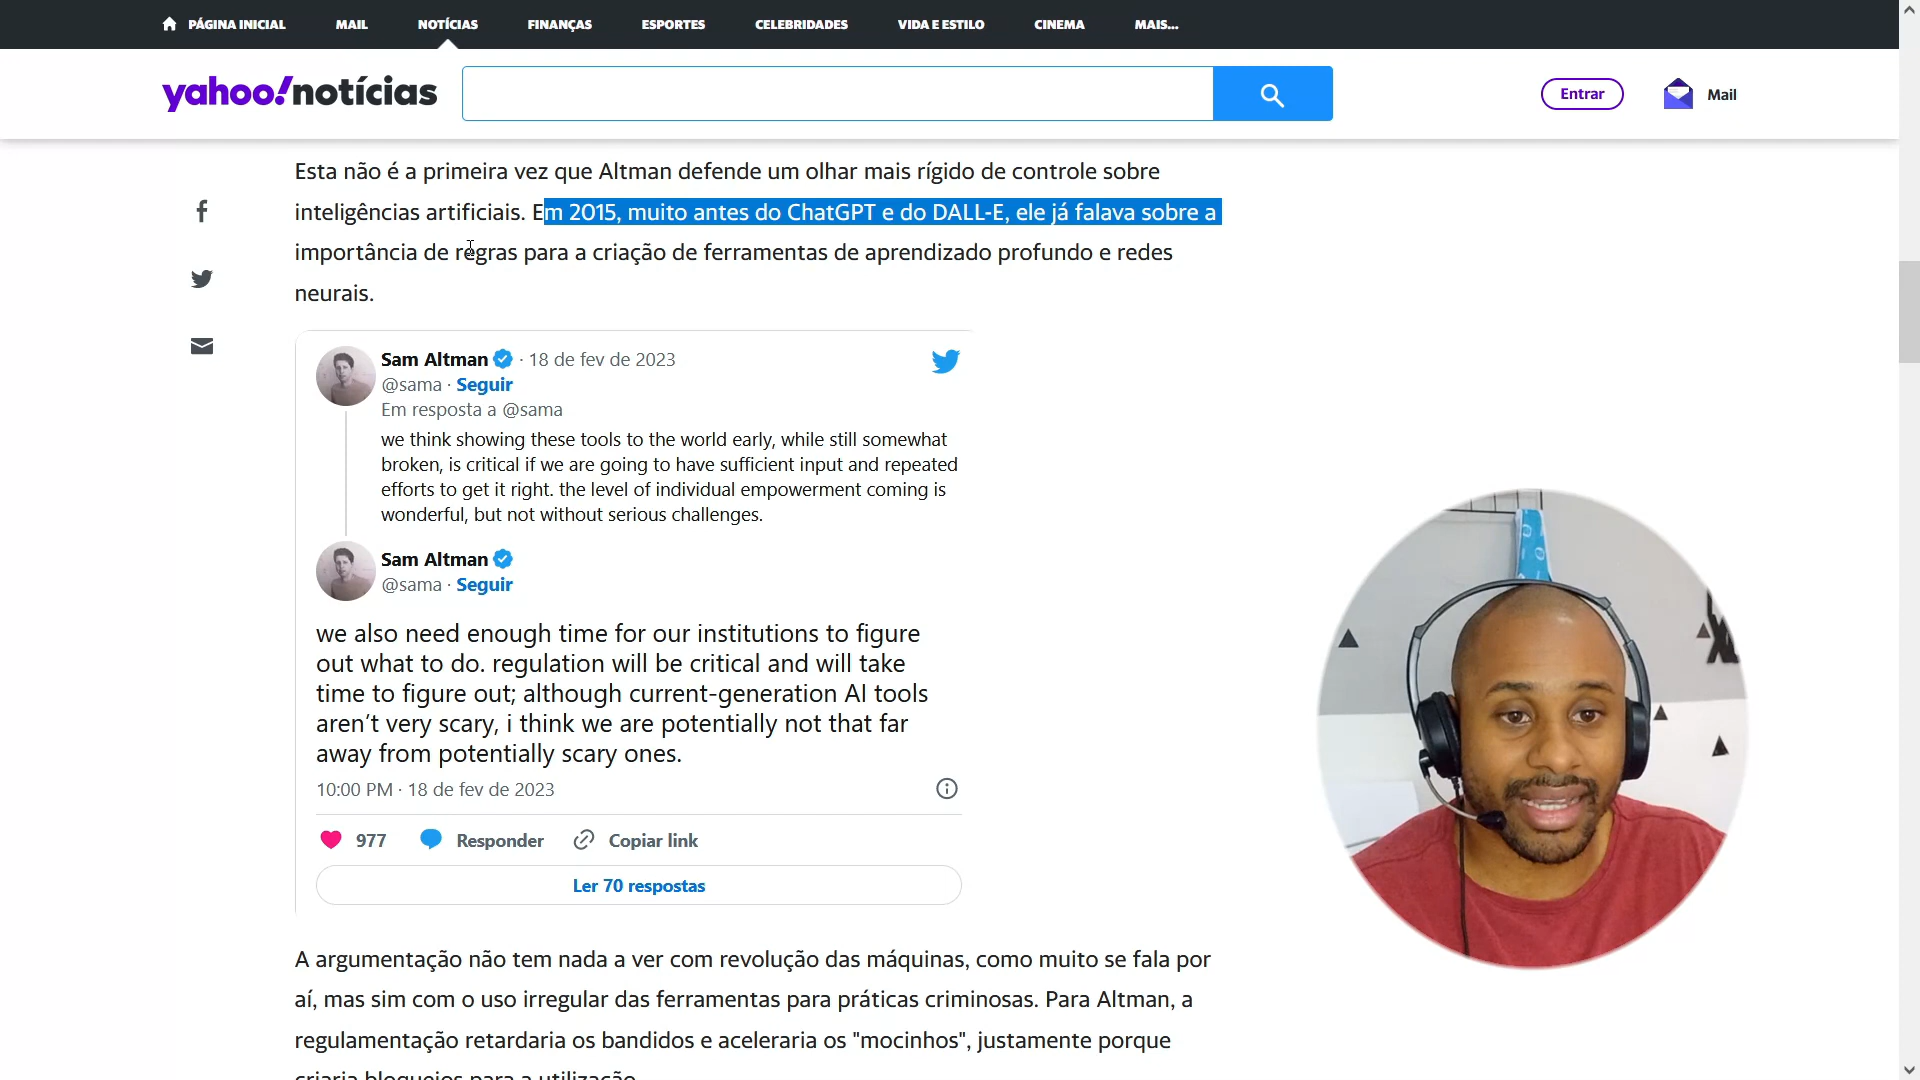 PÁGINA INICIAL MAIL NOTÍCIAS FINANÇAS ESPORTES CELEBRIDADES VIDA E ESTILO CINEMA MAIS...
yahoo!notícias
Entrar
Mail
Esta não é a primeira vez que Altman defende um olhar mais rígido de controle sobre
inteligências artificiais. Em 2015, muito antes do ChatGPT e do DALL-E, ele já falava sobre a
importância de regras para a criação de ferramentas de aprendizado profundo e redes
neurais.
Sam Altman · 18 de fev de 2023
@sama · Seguir
Em resposta a @sama
we think showing these tools to the world early, while still somewhat
broken, is critical if we are going to have sufficient input and repeated
efforts to get it right. the level of individual empowerment coming is
wonderful, but not without serious challenges.
Sam Altman
@sama · Seguir
we also need enough time for our institutions to figure
out what to do. regulation will be critical and will take
time to figure out; although current-generation AI tools
aren’t very scary, i think we are potentially not that far
away from potentially scary ones.
10:00 PM · 18 de fev de 2023
977 Responder Copiar link
Ler 70 respostas
A argumentação não tem nada a ver com revolução das máquinas, como muito se fala por
aí, mas sim com o uso irregular das ferramentas para práticas criminosas. Para Altman, a
regulamentação retardaria os bandidos e aceleraria os "mocinhos", justamente porque
criaria bloqueios para a utilização